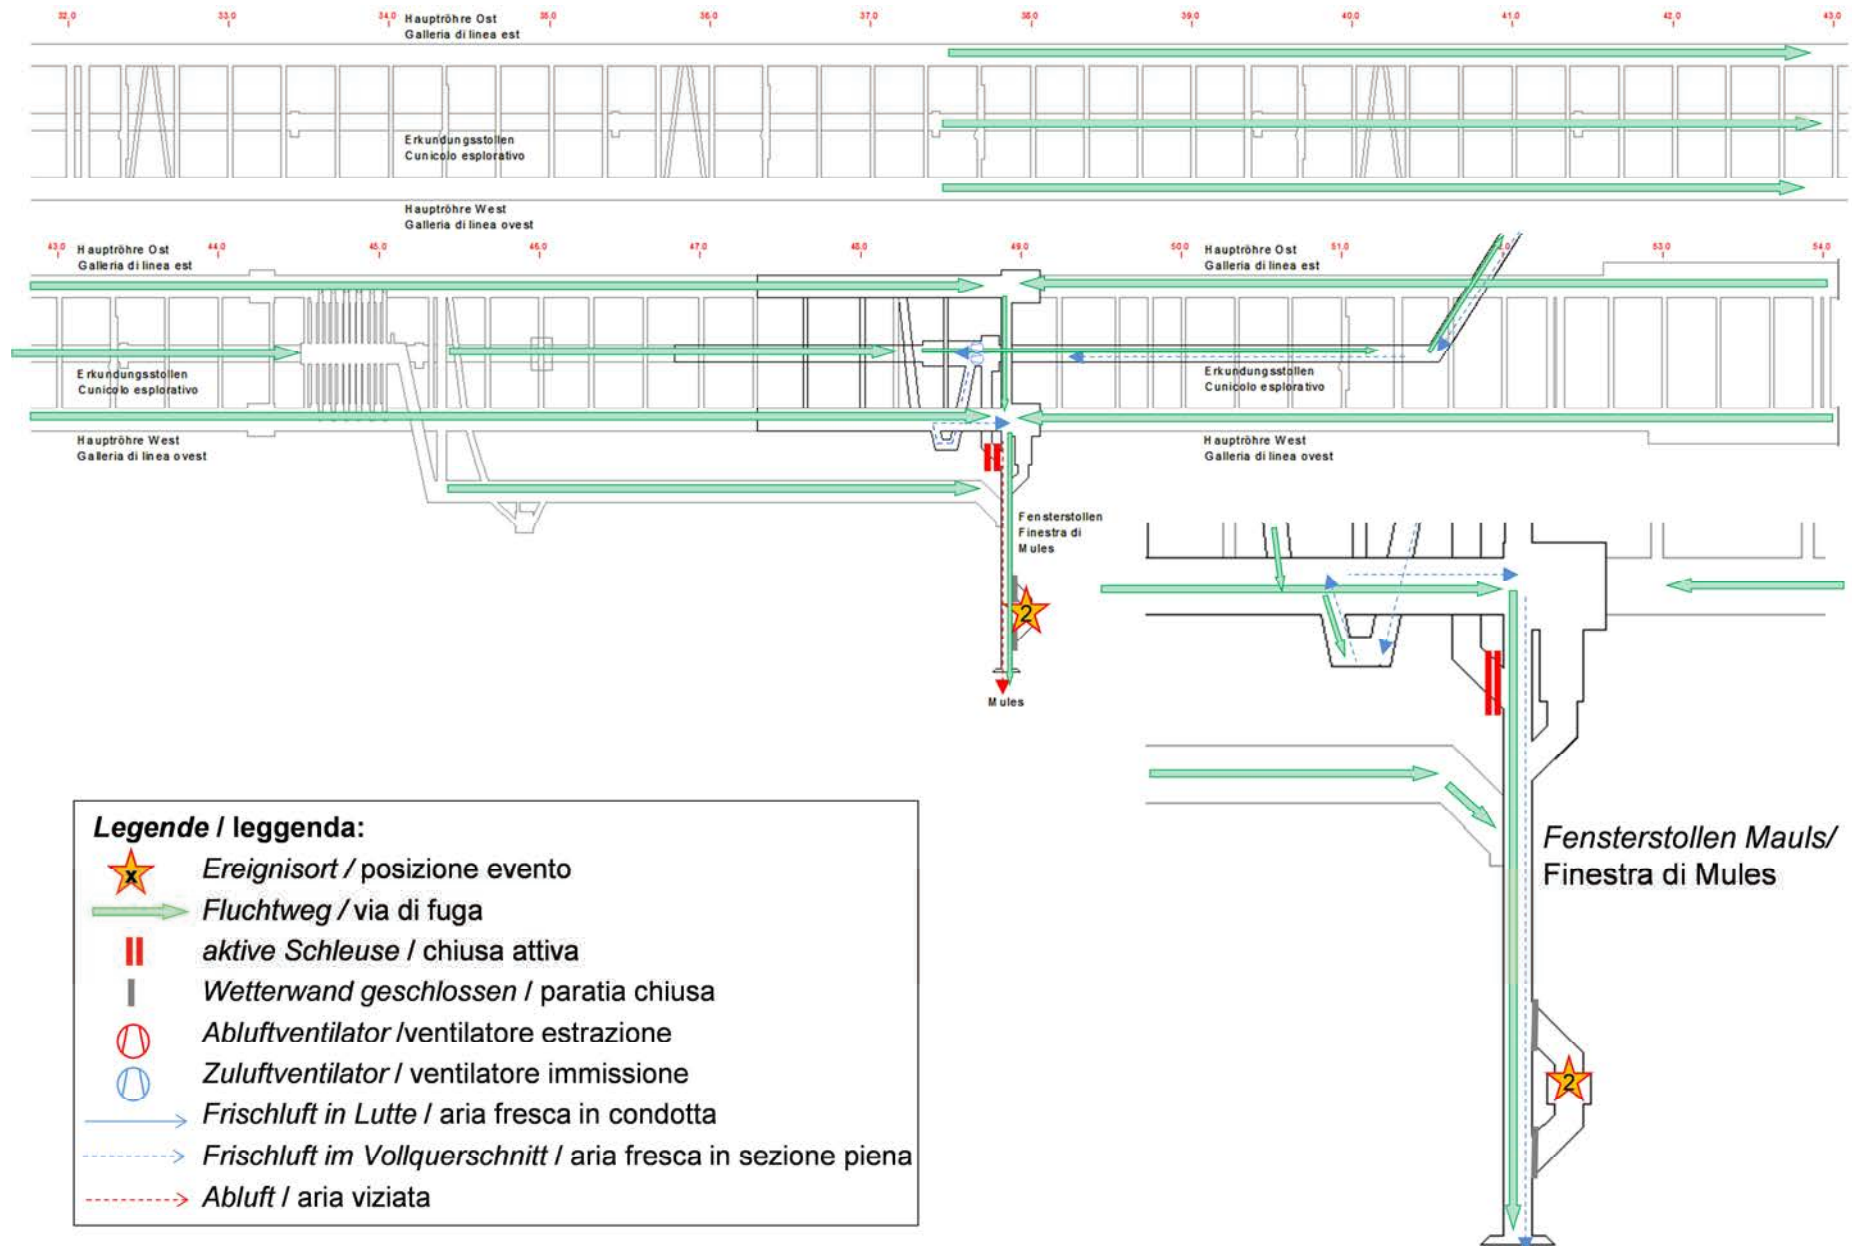 32.0 33.0 34.0 35.0 36.0 37.0 38.0 39.0 40.0 41.0 42.0 43.0
Hauptröhre Ost
Galleria di linea est
Erkundungsstollen
Cunicolo esplorativo
Hauptröhre West
Galleria di linea ovest
43.0 44.0 45.0 46.0 47.0 48.0 49.0 50.0 51.0 53.0 54.0
Hauptröhre Ost
Galleria di linea est
Hauptröhre Ost
Galleria di linea est
Erkundungsstollen
Cunicolo esplorativo
Erkundungsstollen
Cunicolo esplorativo
Hauptröhre West
Galleria di linea ovest
Hauptröhre West
Galleria di linea ovest
Fensterstollen
Finestra di
Mules
2
Mules
Fensterstollen Mauls/
Finestra di Mules
2
Legende / leggenda:
x
Ereignisort / posizione evento
Fluchtweg / via di fuga
aktive Schleuse / chiusa attiva
Wetterwand geschlossen / paratia chiusa
Abluftventilator /ventilatore estrazione
Zuluftventilator / ventilatore immissione
Frischluft in Lutte / aria fresca in condotta
Frischluft im Vollquerschnitt / aria fresca in sezione piena
Abluft / aria viziata